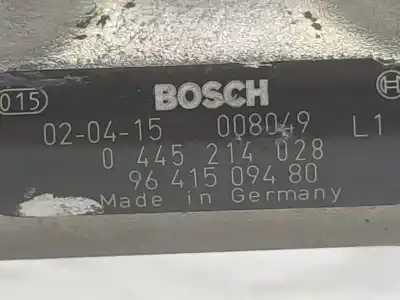 015 BOSCH H
02-04-15 008049 L1
0 445 214 028
96 415 094 80
Made in Germany